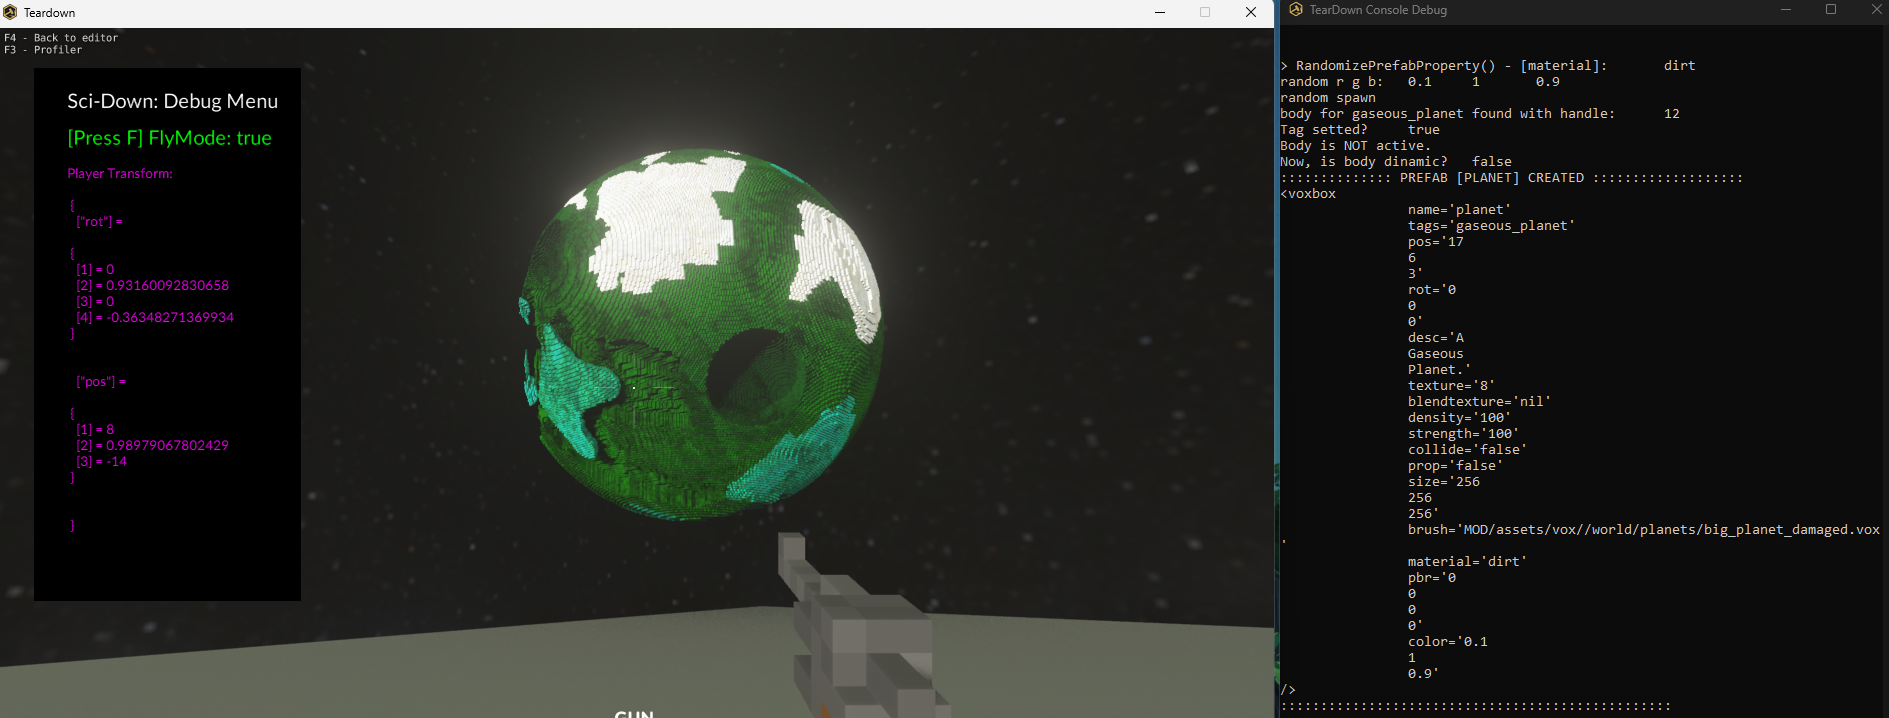 Teardown
F4 - Back to editor
F3 - Profiler
Sci-Down: Debug Menu
[Press F] FlyMode: true
Player Transform:
{
["rot"] =
{
[1] = 0
[2] = 0.93160092830658
[3] = 0
[4] = -0.36348271369934
}
["pos"] =
{
[1] = 8
[2] = 0.98979067802429
[3] = -14
}
}
GUN
TearDown Console Debug
> RandomizePrefabProperty() - [material]: dirt
random r g b: 0.1 1 0.9
random spawn
body for gaseous_planet found with handle: 12
Tag setted? true
Body is NOT active.
Now, is body dinamic? false
:::::::::::::: PREFAB [PLANET] CREATED :::::::::::::::::::
<voxbox
name='planet'
tags='gaseous_planet'
pos='17
6
3'
rot='0
0
0'
desc='A
Gaseous
Planet.'
texture='8'
blendtexture='nil'
density='100'
strength='100'
collide='false'
prop='false'
size='256
256
256'
brush='MOD/assets/vox//world/planets/big_planet_damaged.vox
'
material='dirt'
pbr='0
0
0
0'
color='0.1
1
0.9'
/>
:::::::::::::::::::::::::::::::::::::::::::::::::